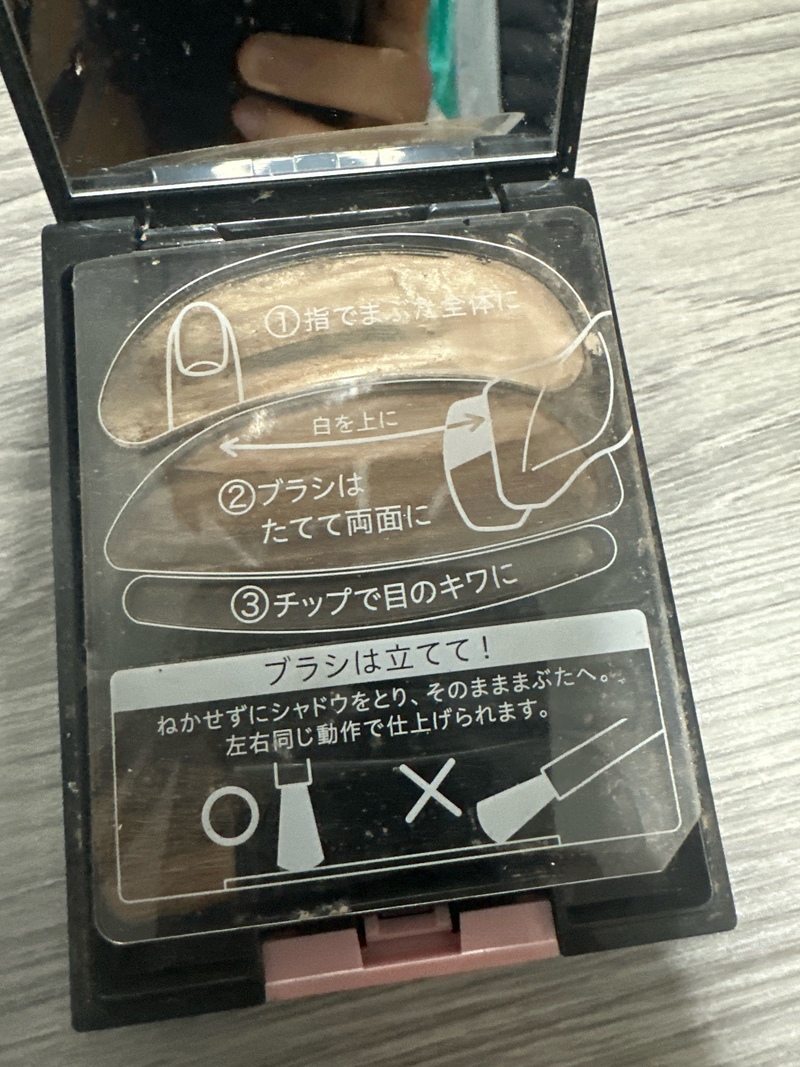 ①指でまぶた全体に
白を上に
②ブラシは
たてて両面に
③チップで目のキワに
ブラシは立てて!
ねかせずにシャドウをとり、そのまままぶたへ。
左右同じ動作で仕上げられます。